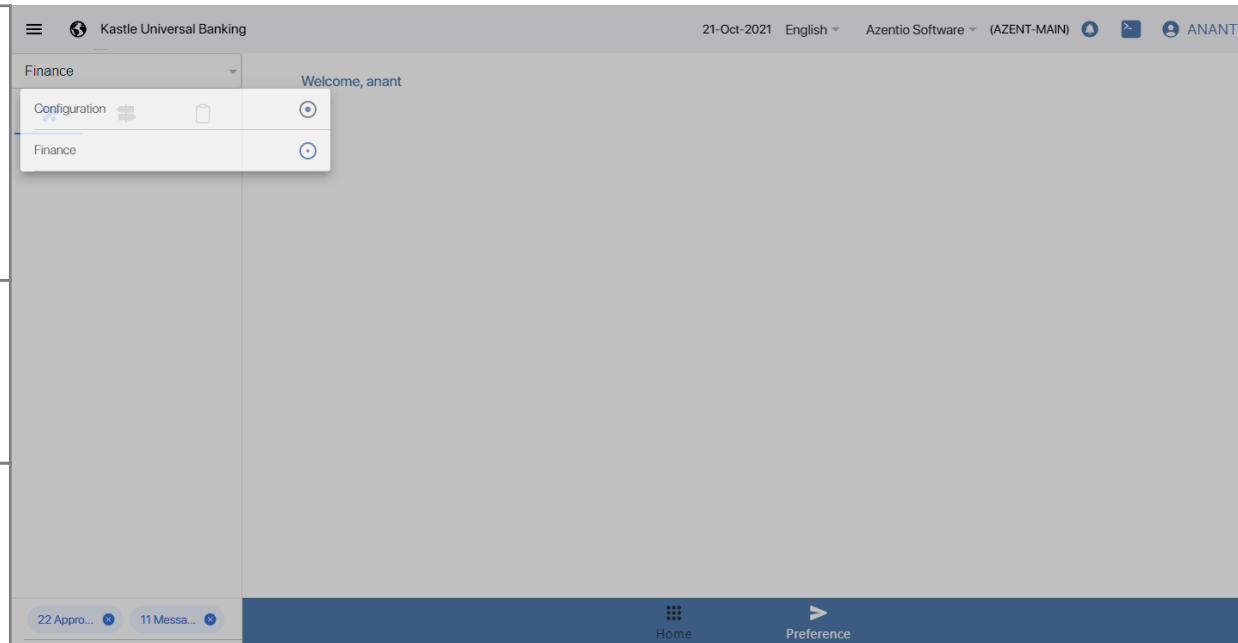 Kastle Universal Banking 21-Oct-2021 English Azentio Software (AZENT-MAIN) ANANT
Finance
Welcome, anant
Configuration
Finance
22 Appro... 11 Messa...
Home Preference